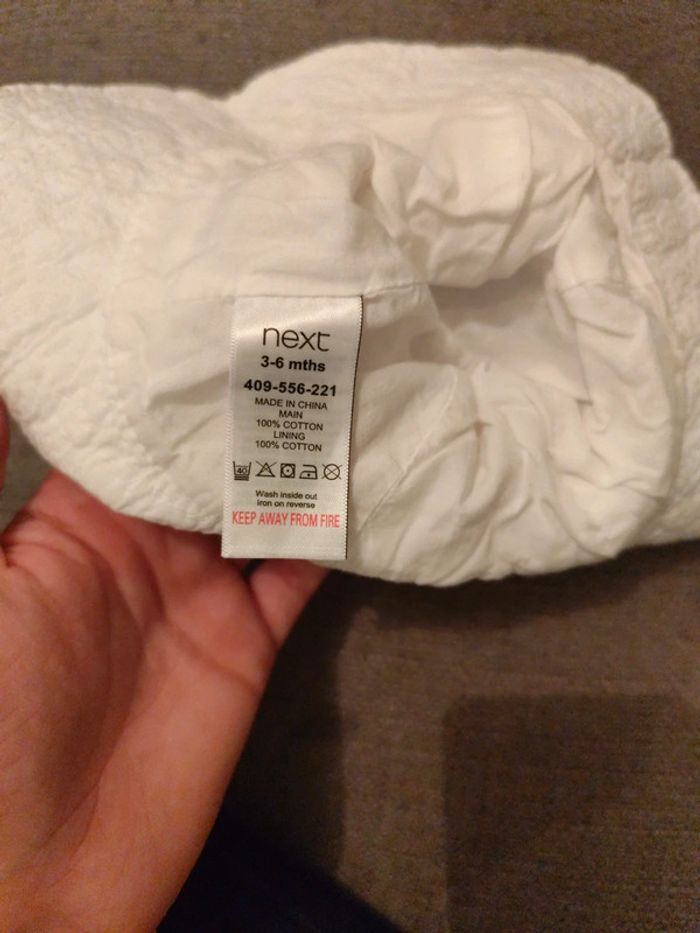 next
3-6 mths
409-556-221
MADE IN CHINA
MAIN
100% COTTON
LINING
100% COTTON
40
Wash inside out
iron on reverse
KEEP AWAY FROM FIRE